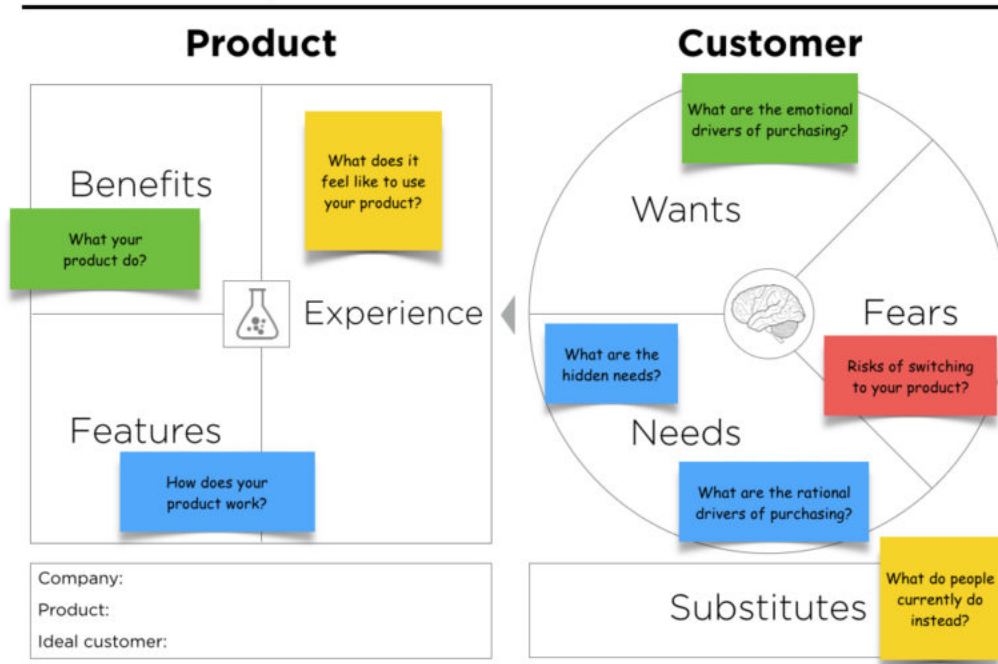 Product
Customer
Benefits
What your
product do?
What does it
feel like to use
your product?
Experience
Features
How does your
product work?
What are the emotional
drivers of purchasing?
Wants
Fears
Risks of switching
to your product?
What are the
hidden needs?
Needs
What are the rational
drivers of purchasing?
Company:
Product:
Ideal customer:
Substitutes
What do people
currently do
instead?